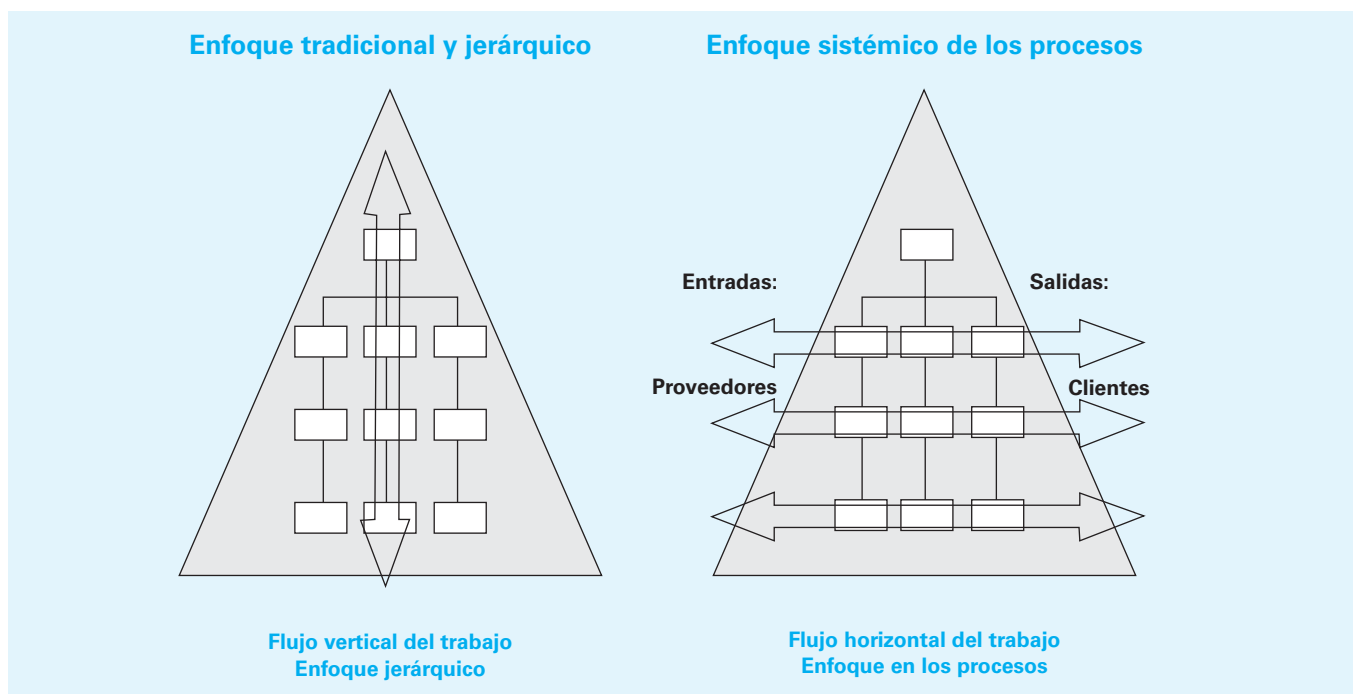 Enfoque tradicional y jerárquico
Enfoque sistémico de los procesos
Entradas:
Salidas:
Proveedores
Clientes
Flujo vertical del trabajo
Enfoque jerárquico
Flujo horizontal del trabajo
Enfoque en los procesos